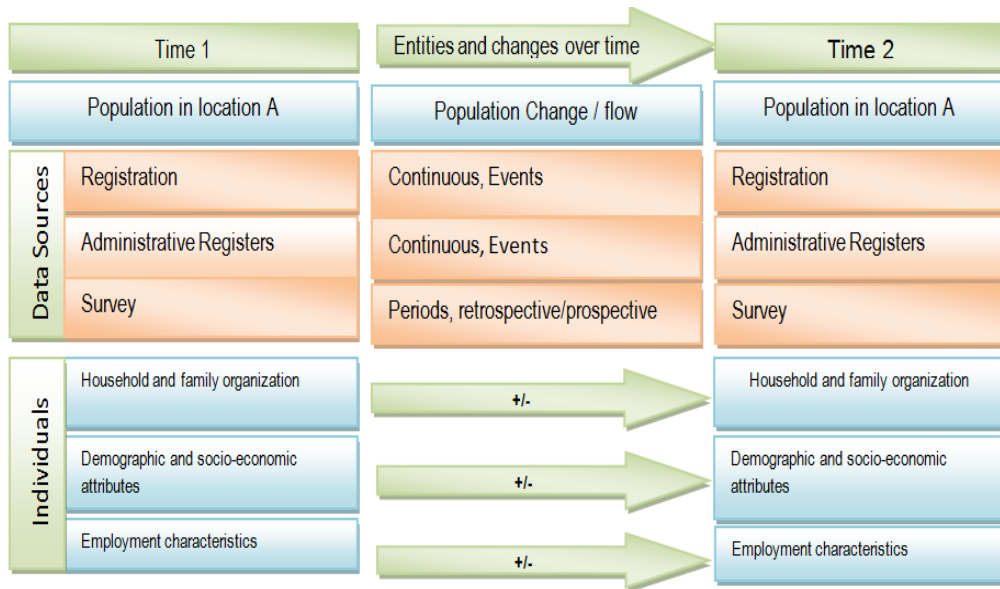 Time 1
Entities and changes over time
Time 2
Population in location A
Population Change / flow
Population in location A
Data Sources
Registration
Continuous, Events
Registration
Administrative Registers
Continuous, Events
Administrative Registers
Survey
Periods, retrospective/prospective
Survey
Individuals
Household and family organization
+/-
Household and family organization
Demographic and socio-economic
attributes
+/-
Demographic and socio-economic
attributes
Employment characteristics
+/-
Employment characteristics